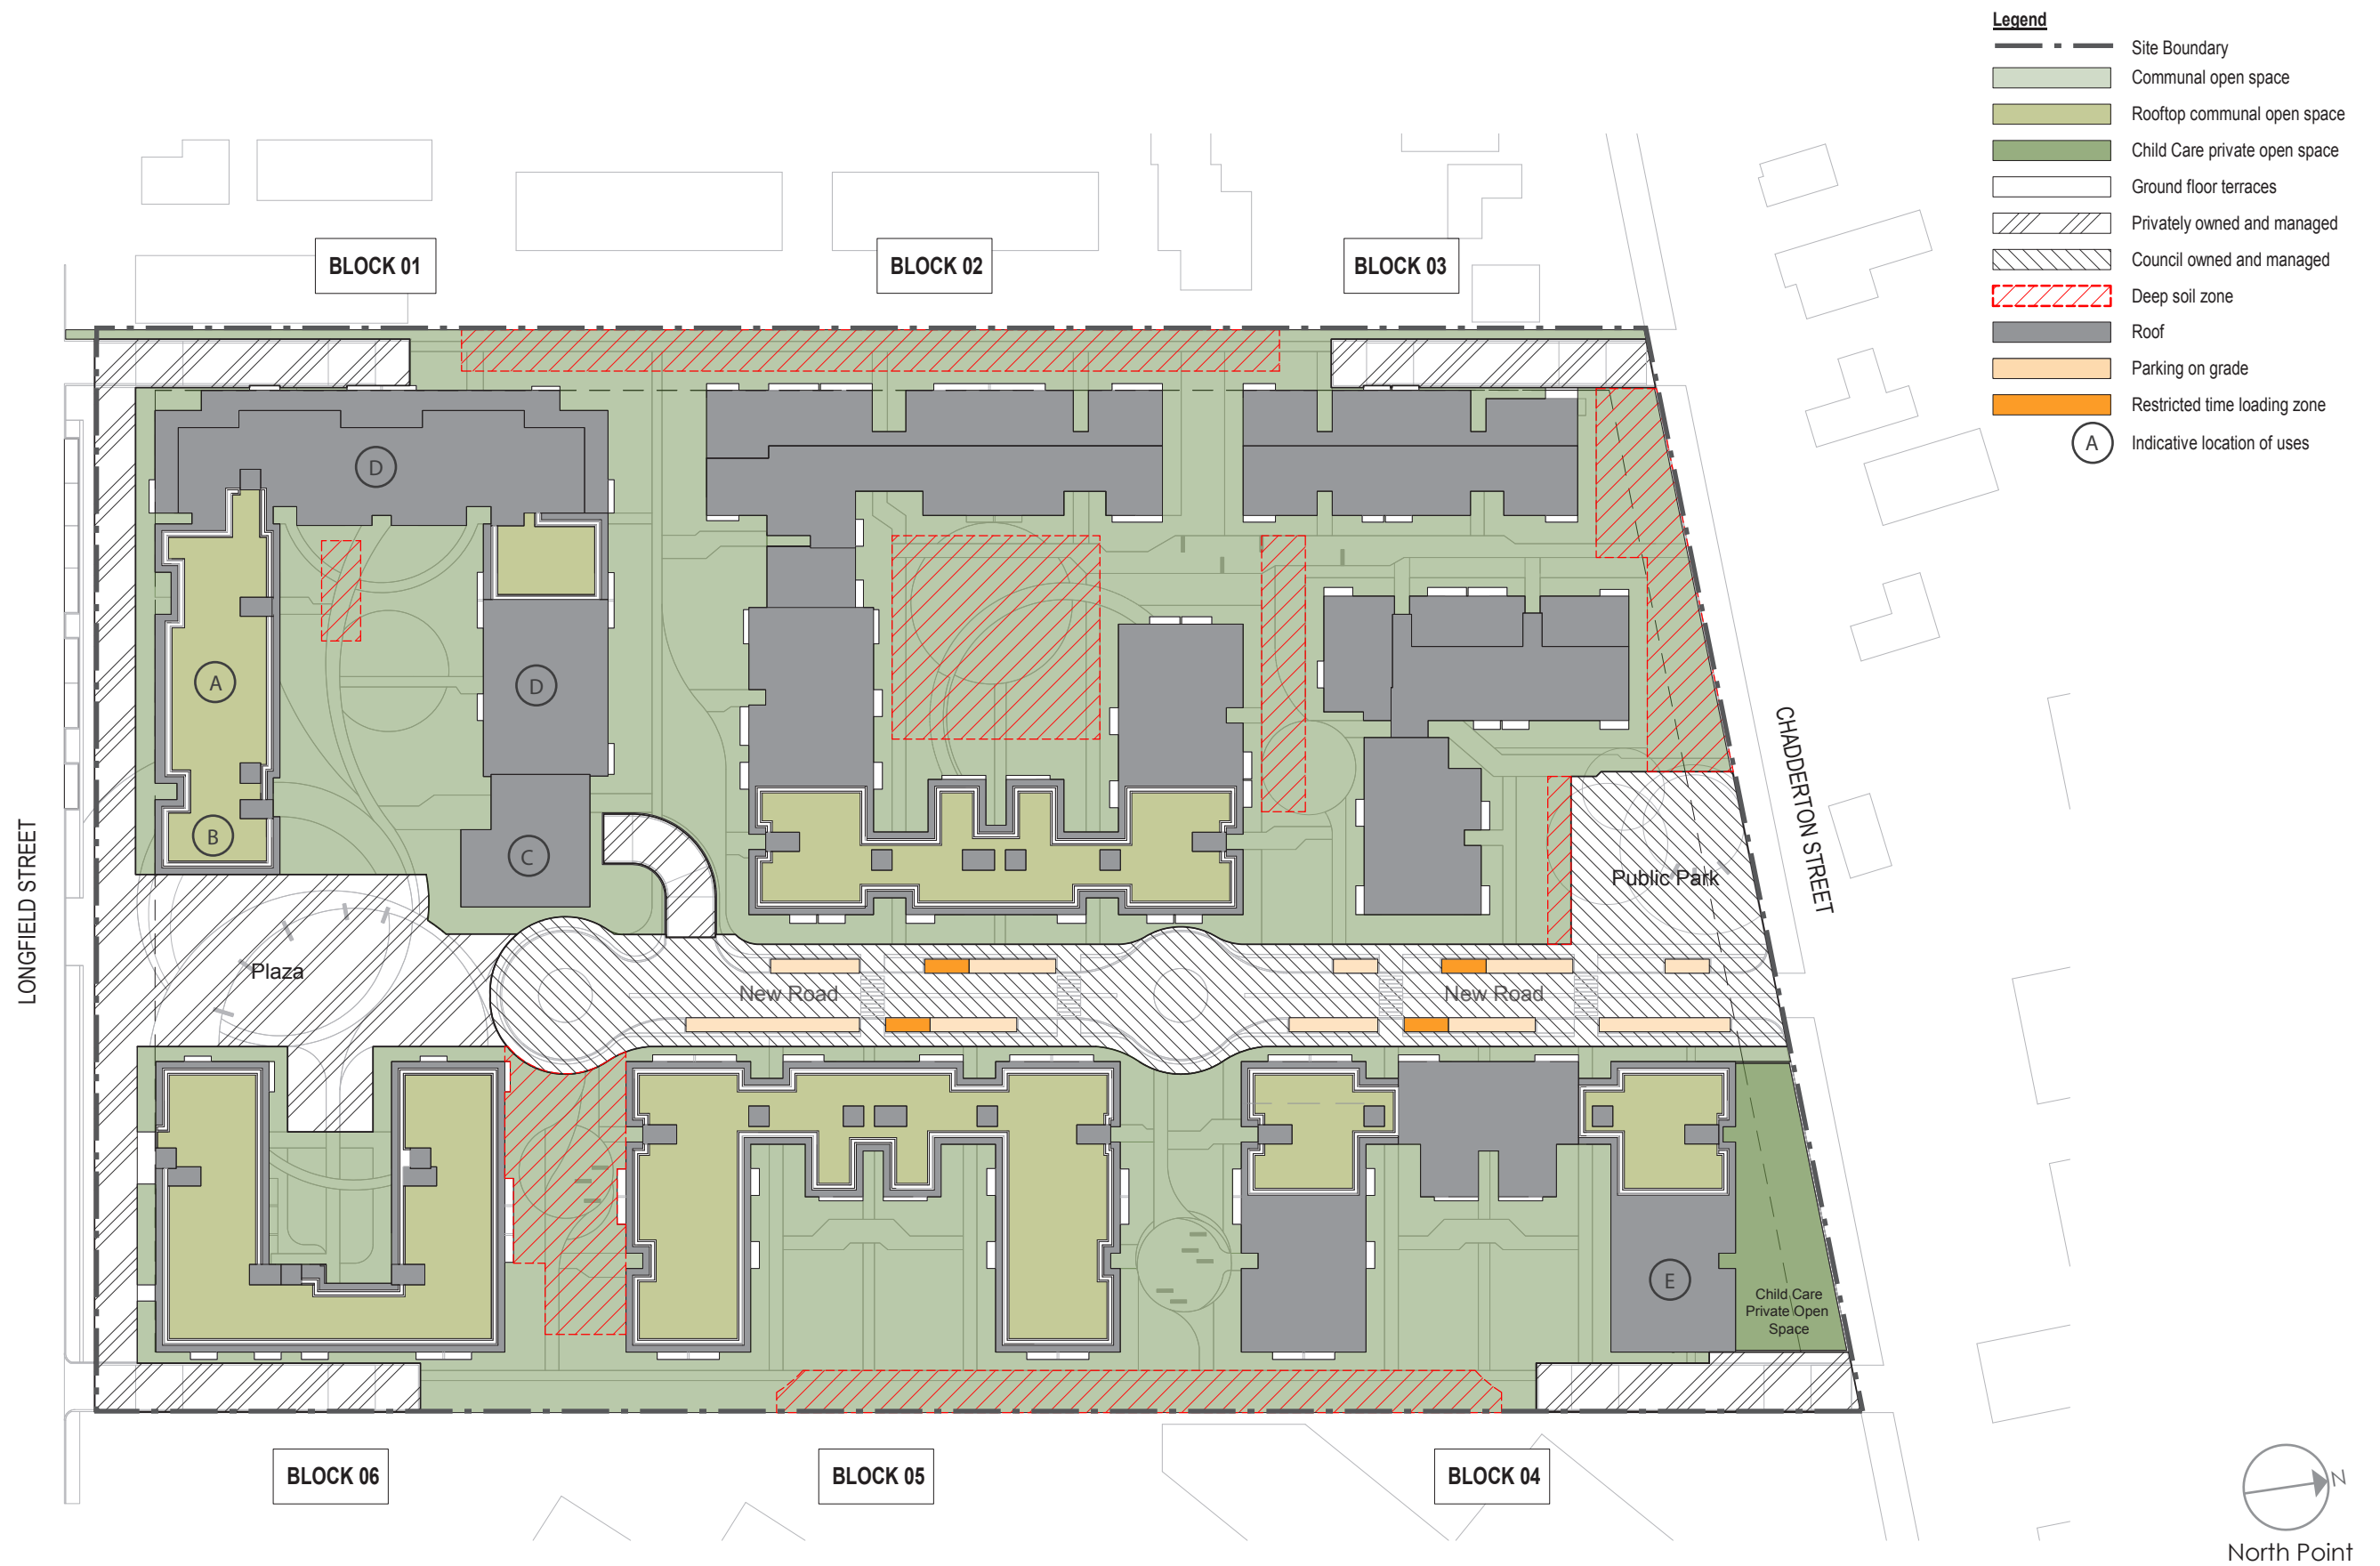 Legend
Site Boundary
Communal open space
Rooftop communal open space
Child Care private open space
Ground floor terraces
Privately owned and managed
Council owned and managed
Deep soil zone
Roof
Parking on grade
Restricted time loading zone
A Indicative location of uses
BLOCK 01
BLOCK 02
BLOCK 03
D
A
D
B
C
LONGFIELD STREET
CHADDERTON STREET
Public Park
Plaza
New Road
New Road
E
Child Care
Private Open
Space
BLOCK 06
BLOCK 05
BLOCK 04
N
North Point